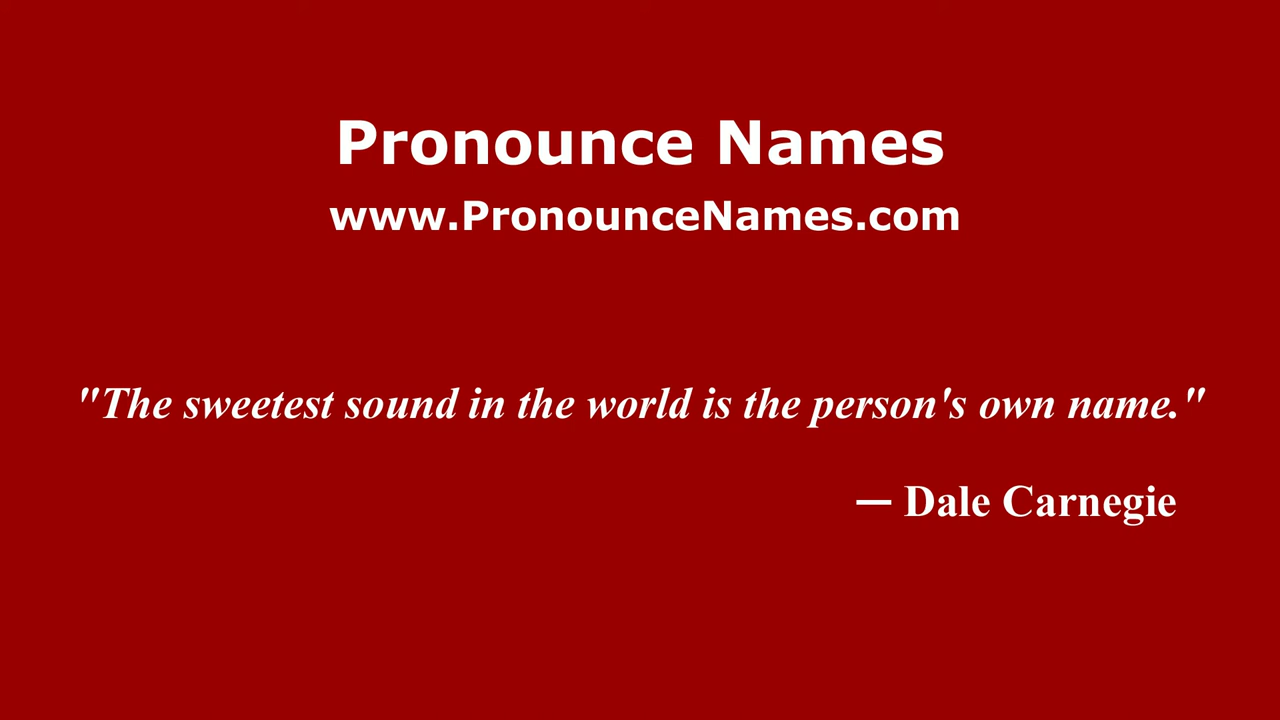 Pronounce Names
www.PronounceNames.com
"The sweetest sound in the world is the person's own name."
— Dale Carnegie